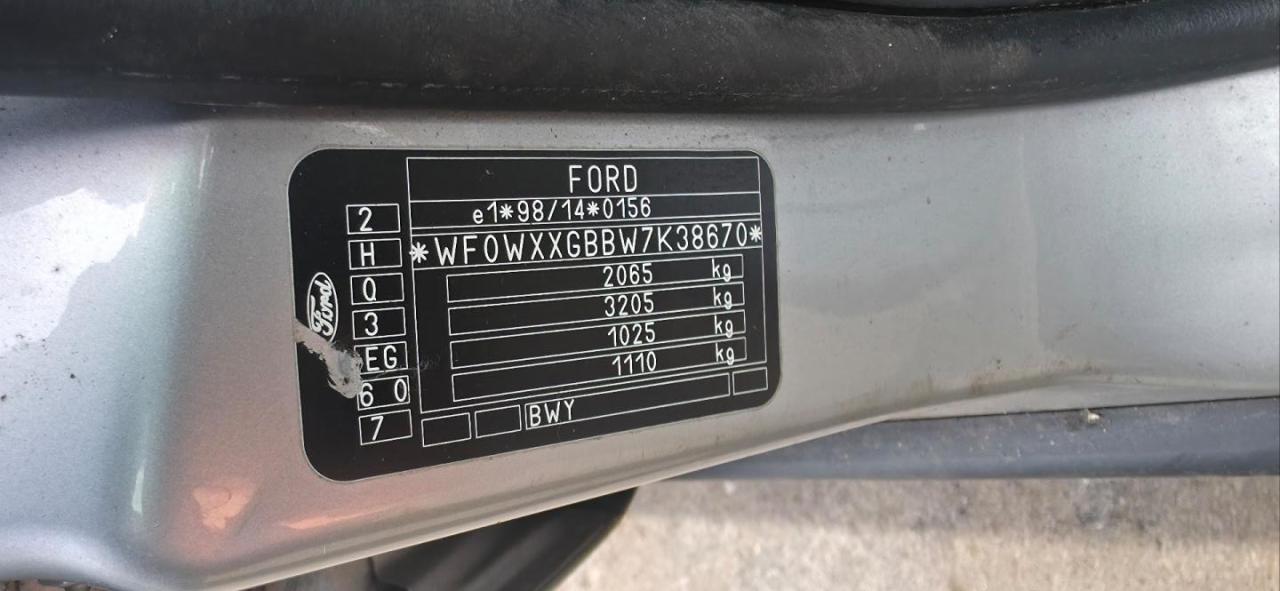 FORD
e1*98/14*0156
*WF0WXXGBBW7K38670*
2065 kg
3205 kg
1025 kg
1110 kg
BWY
2
H
Q
3
EG
6 0
7
Ford